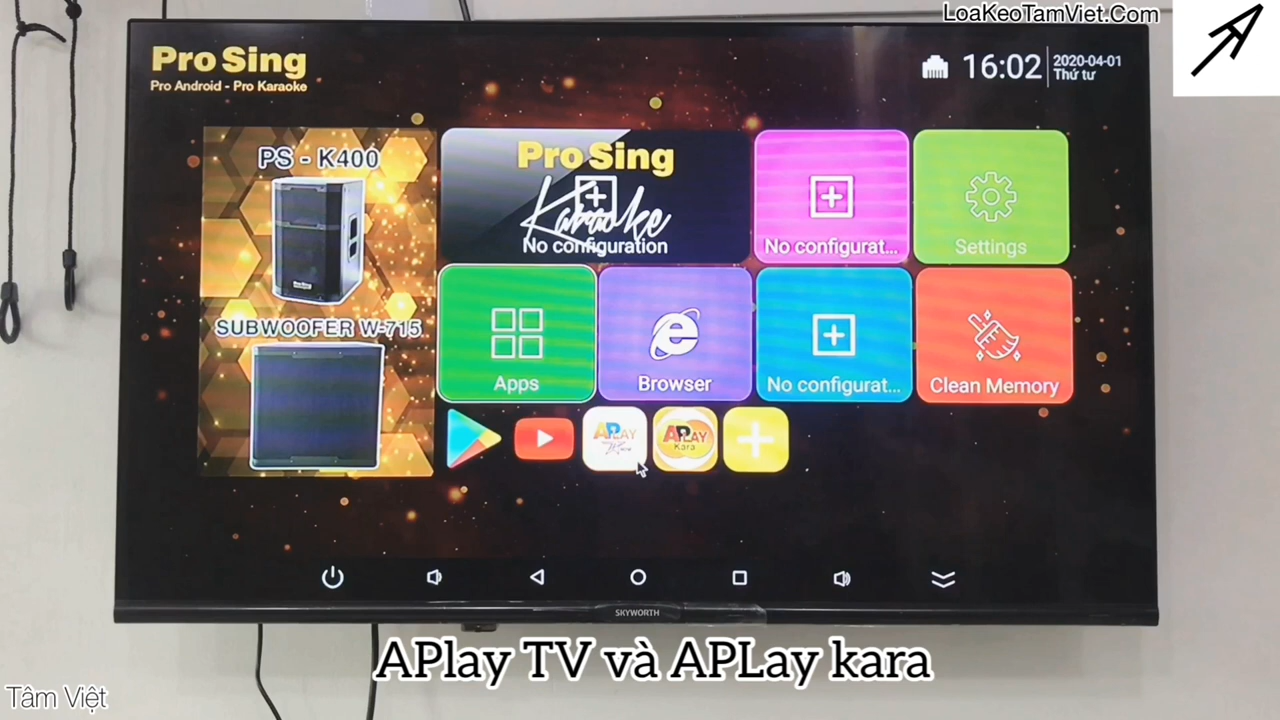 LoaKeoTamViet.Com
Pro Sing
Pro Android - Pro Karaoke
16:02
2020-04-01
Thứ tư
PS - K400
SUBWOOFER W-715
Pro Sing
Karaoke
No configuration
No configurat...
Settings
Apps
Browser
No configurat...
Clean Memory
APLAY
APLAY
Kara
SKYWORTH
APlay TV và APLay kara
Tâm Việt